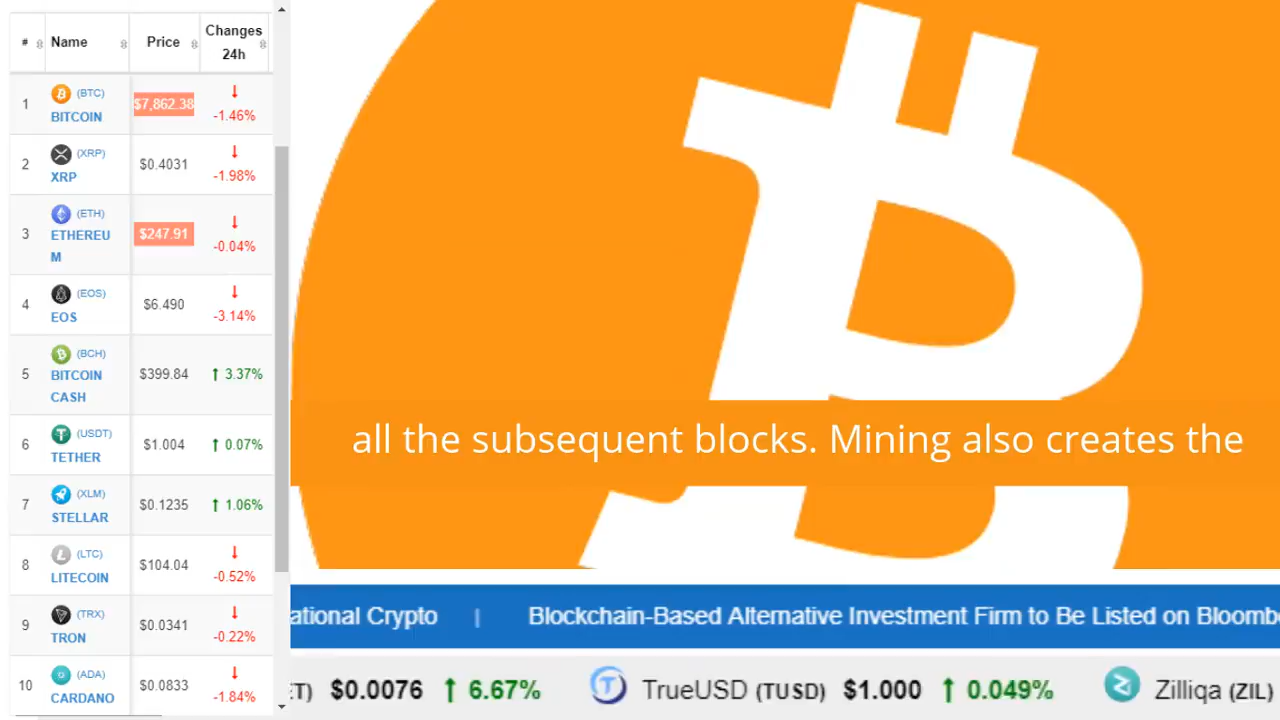 # Name Price Changes 24h
1 (BTC) BITCOIN $7,862.38 -1.46%
2 (XRP) XRP $0.4031 -1.98%
3 (ETH) ETHEREUM $247.91 -0.04%
4 (EOS) EOS $6.490 -3.14%
5 (BCH) BITCOIN CASH $399.84 3.37%
6 (USDT) TETHER $1.004 0.07%
7 (XLM) STELLAR $0.1235 1.06%
8 (LTC) LITECOIN $104.04 -0.52%
9 (TRX) TRON $0.0341 -0.22%
10 (ADA) CARDANO $0.0833 -1.84%
all the subsequent blocks. Mining also creates the
ational Crypto | Blockchain-Based Alternative Investment Firm to Be Listed on Bloomb
ET) $0.0076 6.67% TrueUSD (TUSD) $1.000 0.049% Zilliqa (ZIL)